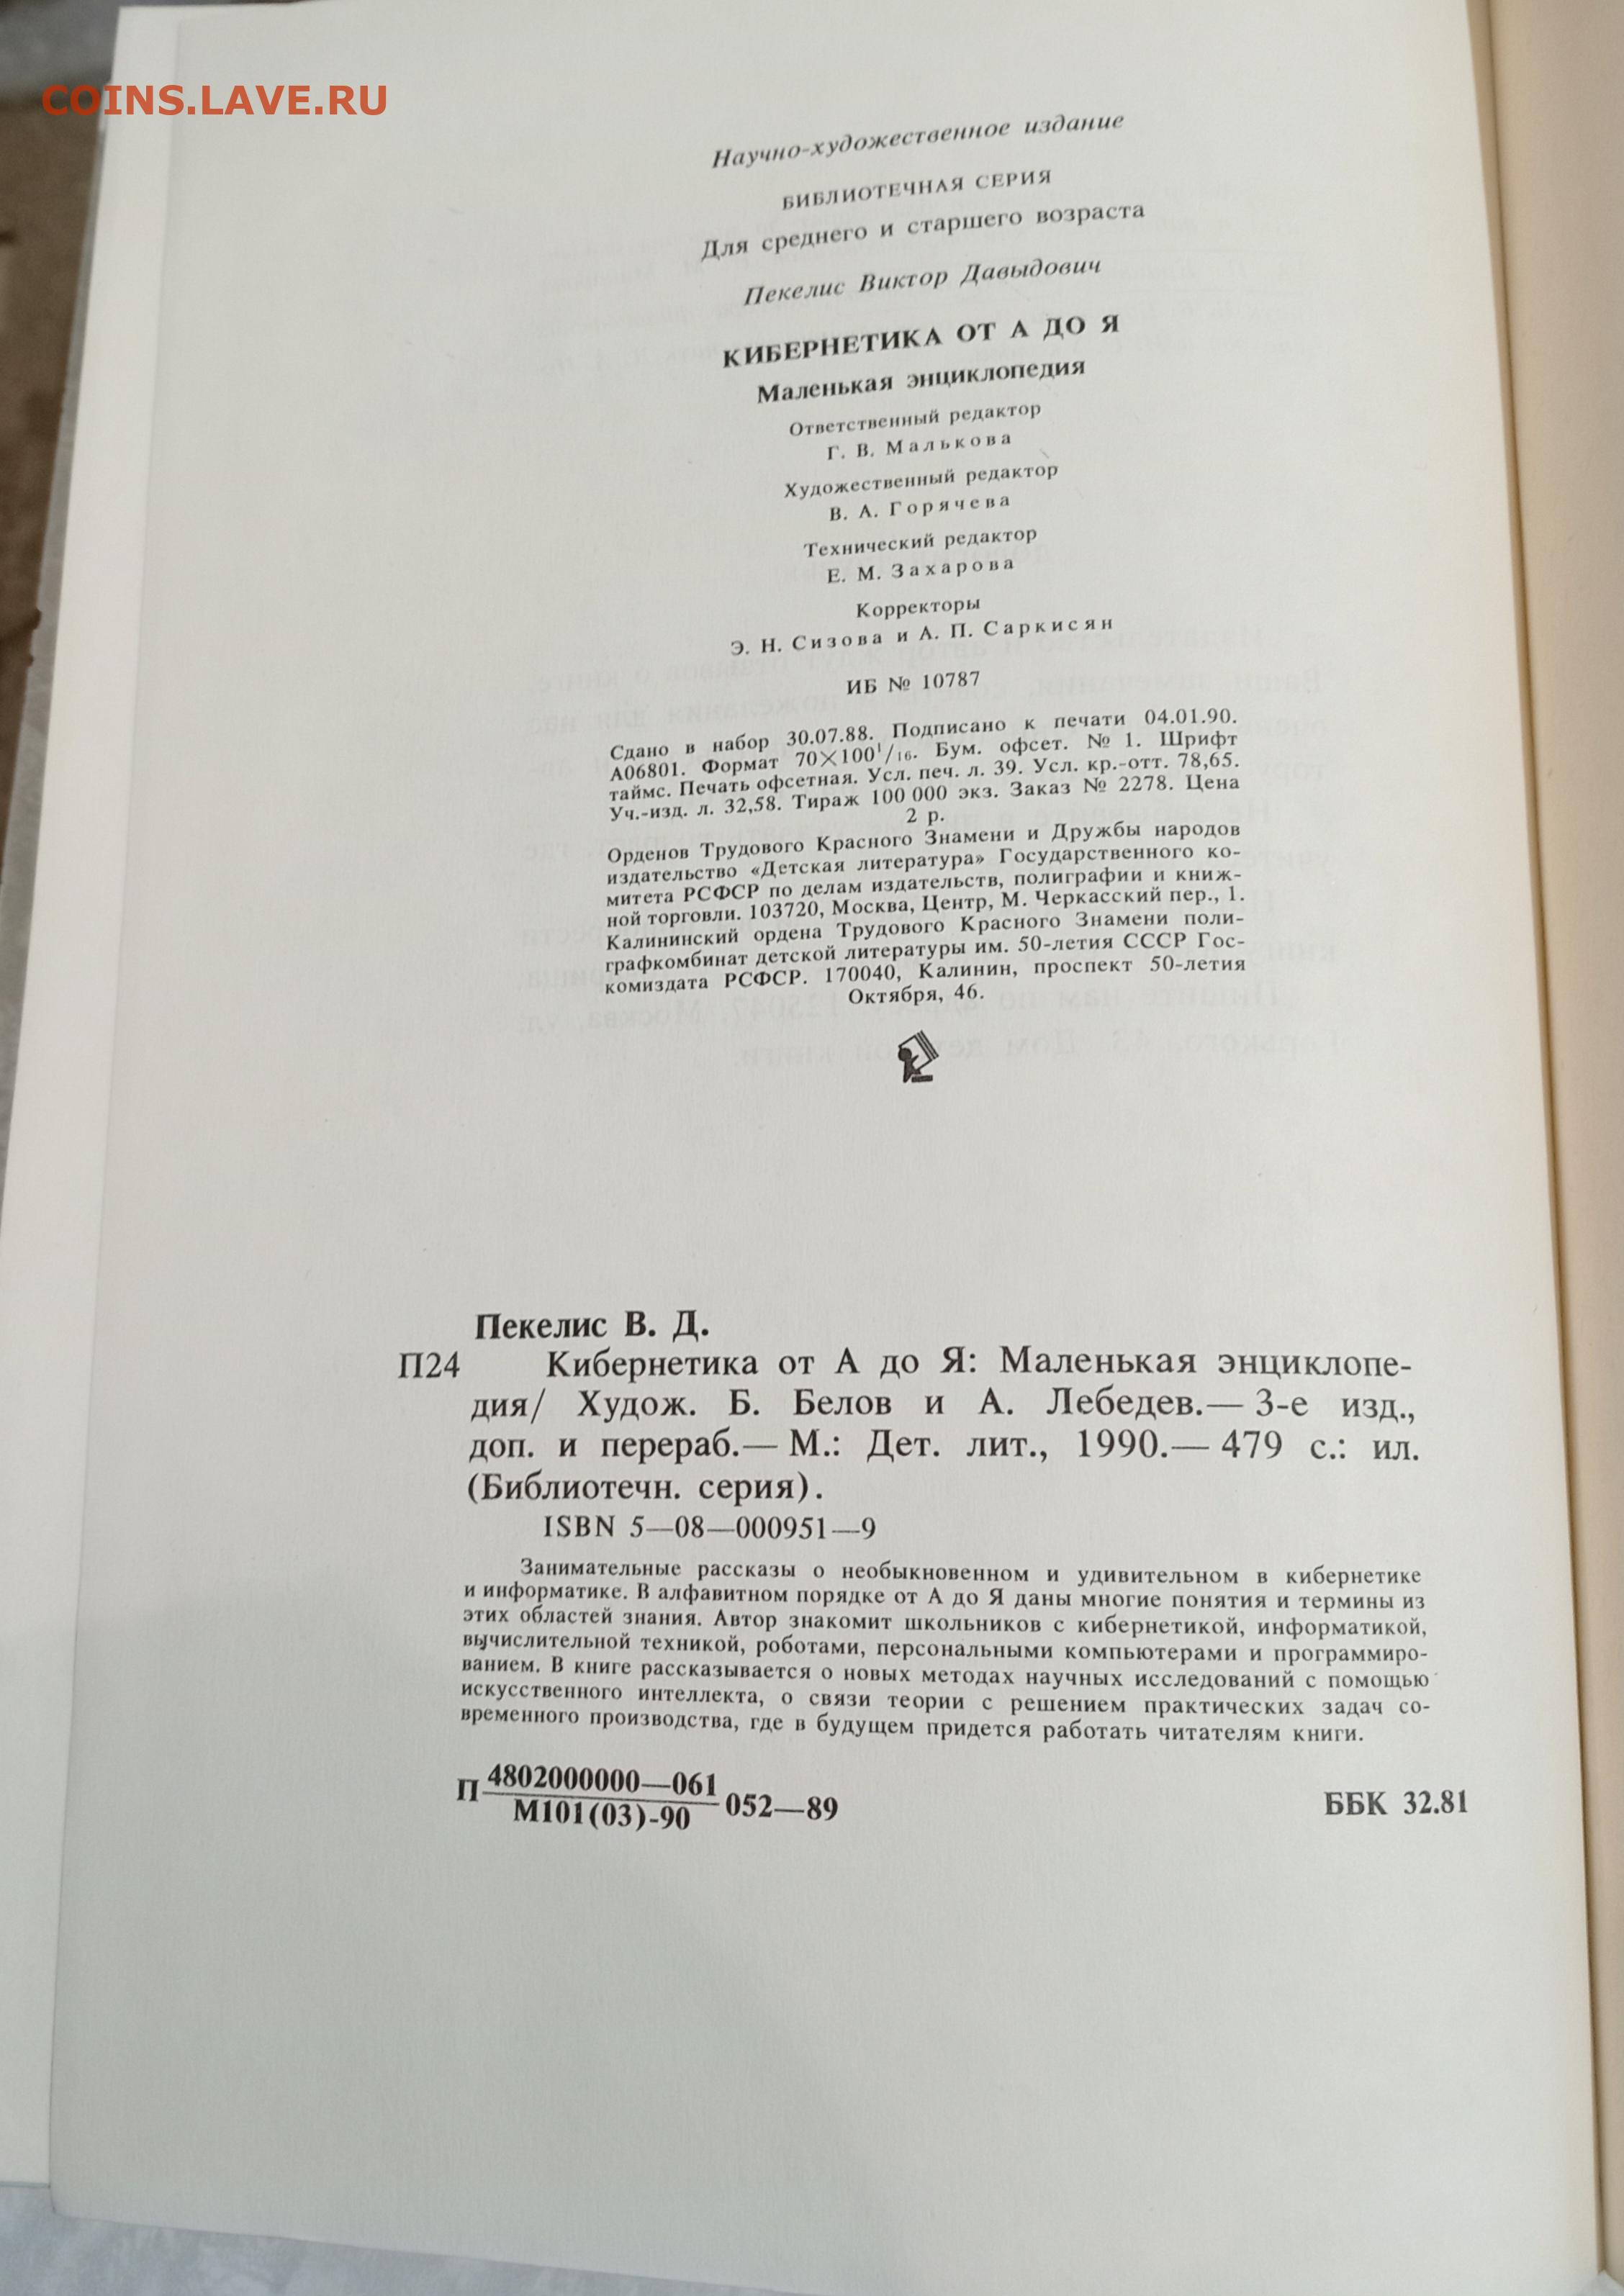 COINS.LAVE.RU
Научно-художественное издание
БИБЛИОТЕЧНАЯ СЕРИЯ
Для среднего и старшего возраста
Пекелис Виктор Давыдович
КИБЕРНЕТИКА ОТ А ДО Я
Маленькая энциклопедия
Ответственный редактор
Г. В. Малькова
Художественный редактор
В. А. Горячева
Технический редактор
Е. М. Захарова
Корректоры
Э. Н. Сизова и А. П. Саркисян
ИБ № 10787
Сдано в набор 30.07.88. Подписано к печати 04.01.90.
А06801. Формат 70×100¹/₁₆. Бум. офсет. № 1. Шрифт
таймс. Печать офсетная. Усл. печ. л. 39. Усл. кр.-отт. 78,65.
Уч.-изд. л. 32,58. Тираж 100 000 экз. Заказ № 2278. Цена
2 р.
Орденов Трудового Красного Знамени и Дружбы народов
издательство «Детская литература» Государственного ко-
митета РСФСР по делам издательств, полиграфии и книж-
ной торговли. 103720, Москва, Центр, М. Черкасский пер., 1.
Калининский ордена Трудового Красного Знамени поли-
графкомбинат детской литературы им. 50-летия СССР Гос-
комиздата РСФСР. 170040, Калинин, проспект 50-летия
Октября, 46.
Пекелис В. Д.
П24 Кибернетика от А до Я: Маленькая энциклопе-
дия/ Худож. Б. Белов и А. Лебедев.— 3-е изд.,
доп. и перераб.— М.: Дет. лит., 1990.— 479 с.: ил.
(Библиотечн. серия).
ISBN 5—08—000951—9
Занимательные рассказы о необыкновенном и удивительном в кибернетике
и информатике. В алфавитном порядке от А до Я даны многие понятия и термины из
этих областей знания. Автор знакомит школьников с кибернетикой, информатикой,
вычислительной техникой, роботами, персональными компьютерами и программиро-
ванием. В книге рассказывается о новых методах научных исследований с помощью
искусственного интеллекта, о связи теории с решением практических задач со-
временного производства, где в будущем придется работать читателям книги.
4802000000—061
П 052—89 ББК 32.81
М101(03)-90